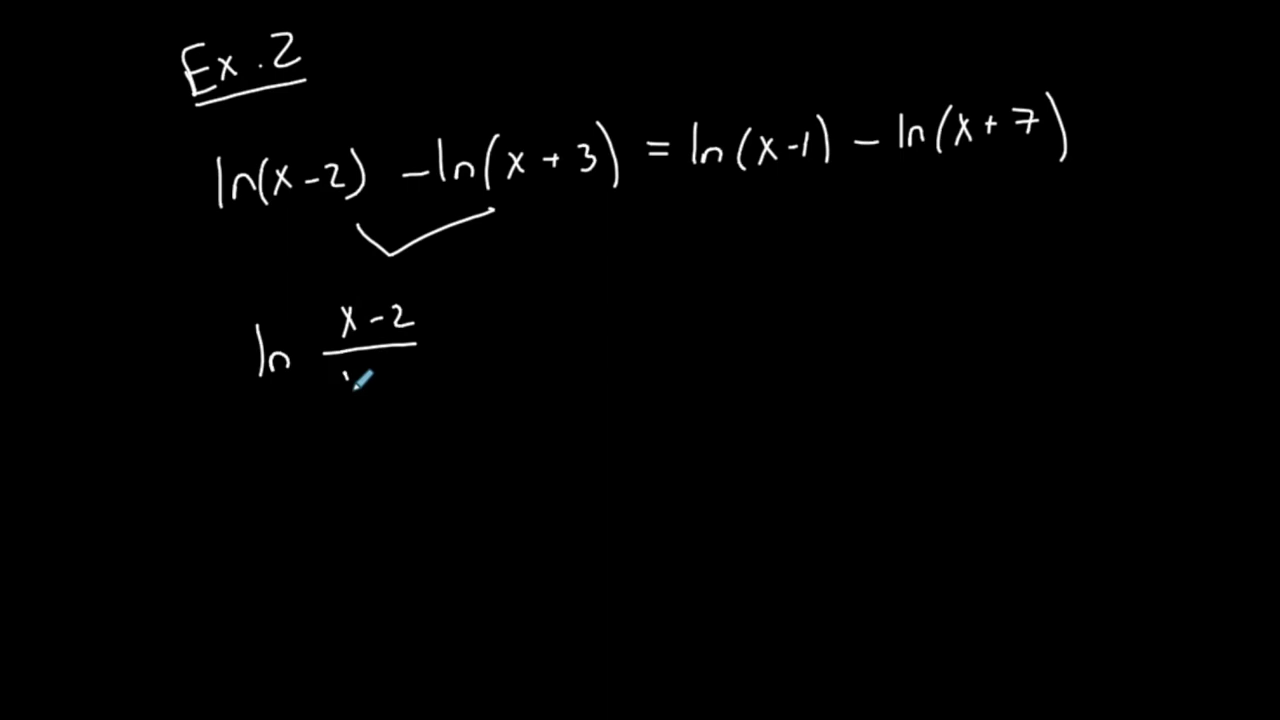 Ex. 2
ln(x-2) -ln(x+3) = ln(x-1) - ln(x+7)
x-2
ln